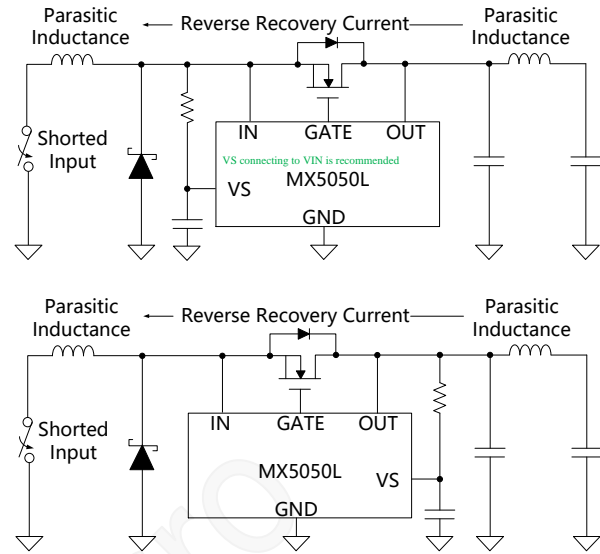 Parasitic
Inductance
Reverse Recovery Current
Parasitic
Inductance
Shorted
Input
IN
GATE
OUT
VS connecting to VIN is recommended
MX5050L
VS
GND
Parasitic
Inductance
Reverse Recovery Current
Parasitic
Inductance
Shorted
Input
IN
GATE
OUT
MX5050L
VS
GND